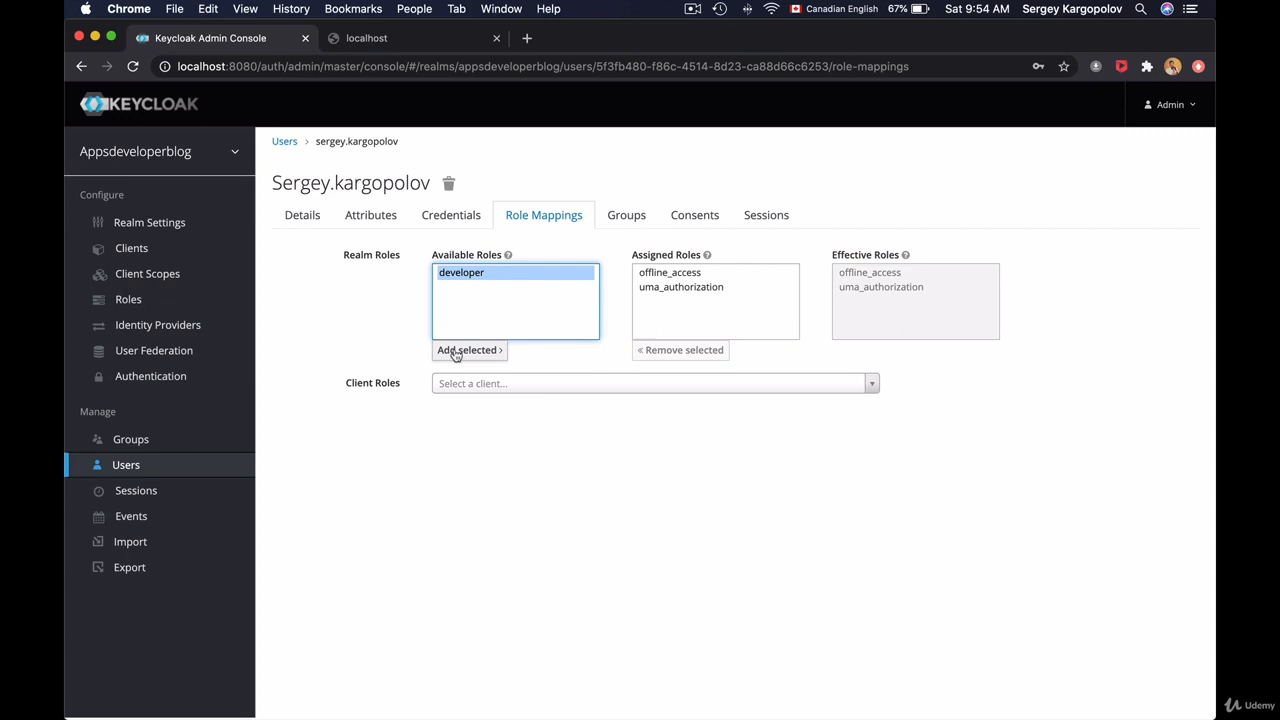 Chrome File Edit View History Bookmarks People Tab Window Help Canadian English 67% Sat 9:54 AM Sergey Kargopolov
Keycloak Admin Console localhost
localhost:8080/auth/admin/master/console/#/realms/appsdeveloperblog/users/5f3fb480-f86c-4514-8d23-ca88d66c6253/role-mappings
KEYCLOAK Admin
Appsdeveloperblog
Configure
Realm Settings
Clients
Client Scopes
Roles
Identity Providers
User Federation
Authentication
Manage
Groups
Users
Sessions
Events
Import
Export
Users > sergey.kargopolov
Sergey.kargopolov
Details Attributes Credentials Role Mappings Groups Consents Sessions
Realm Roles
Available Roles
developer
Add selected >
Assigned Roles
offline_access
uma_authorization
« Remove selected
Effective Roles
offline_access
uma_authorization
Client Roles Select a client...
Udemy